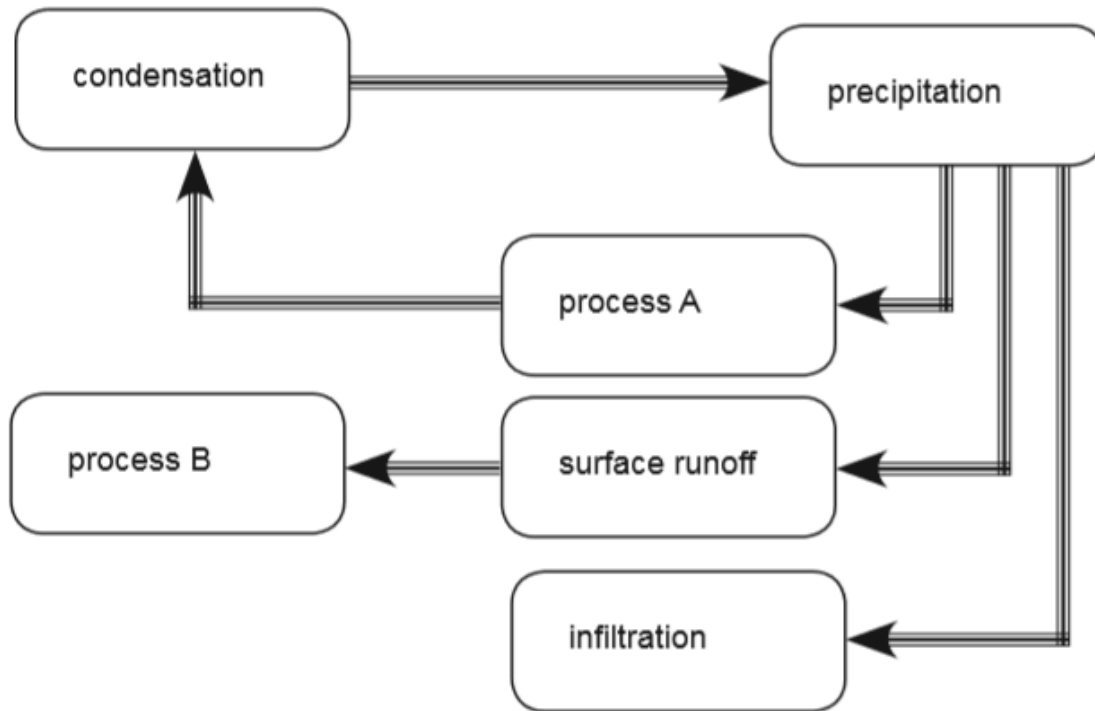 condensation
precipitation
process A
process B
surface runoff
infiltration